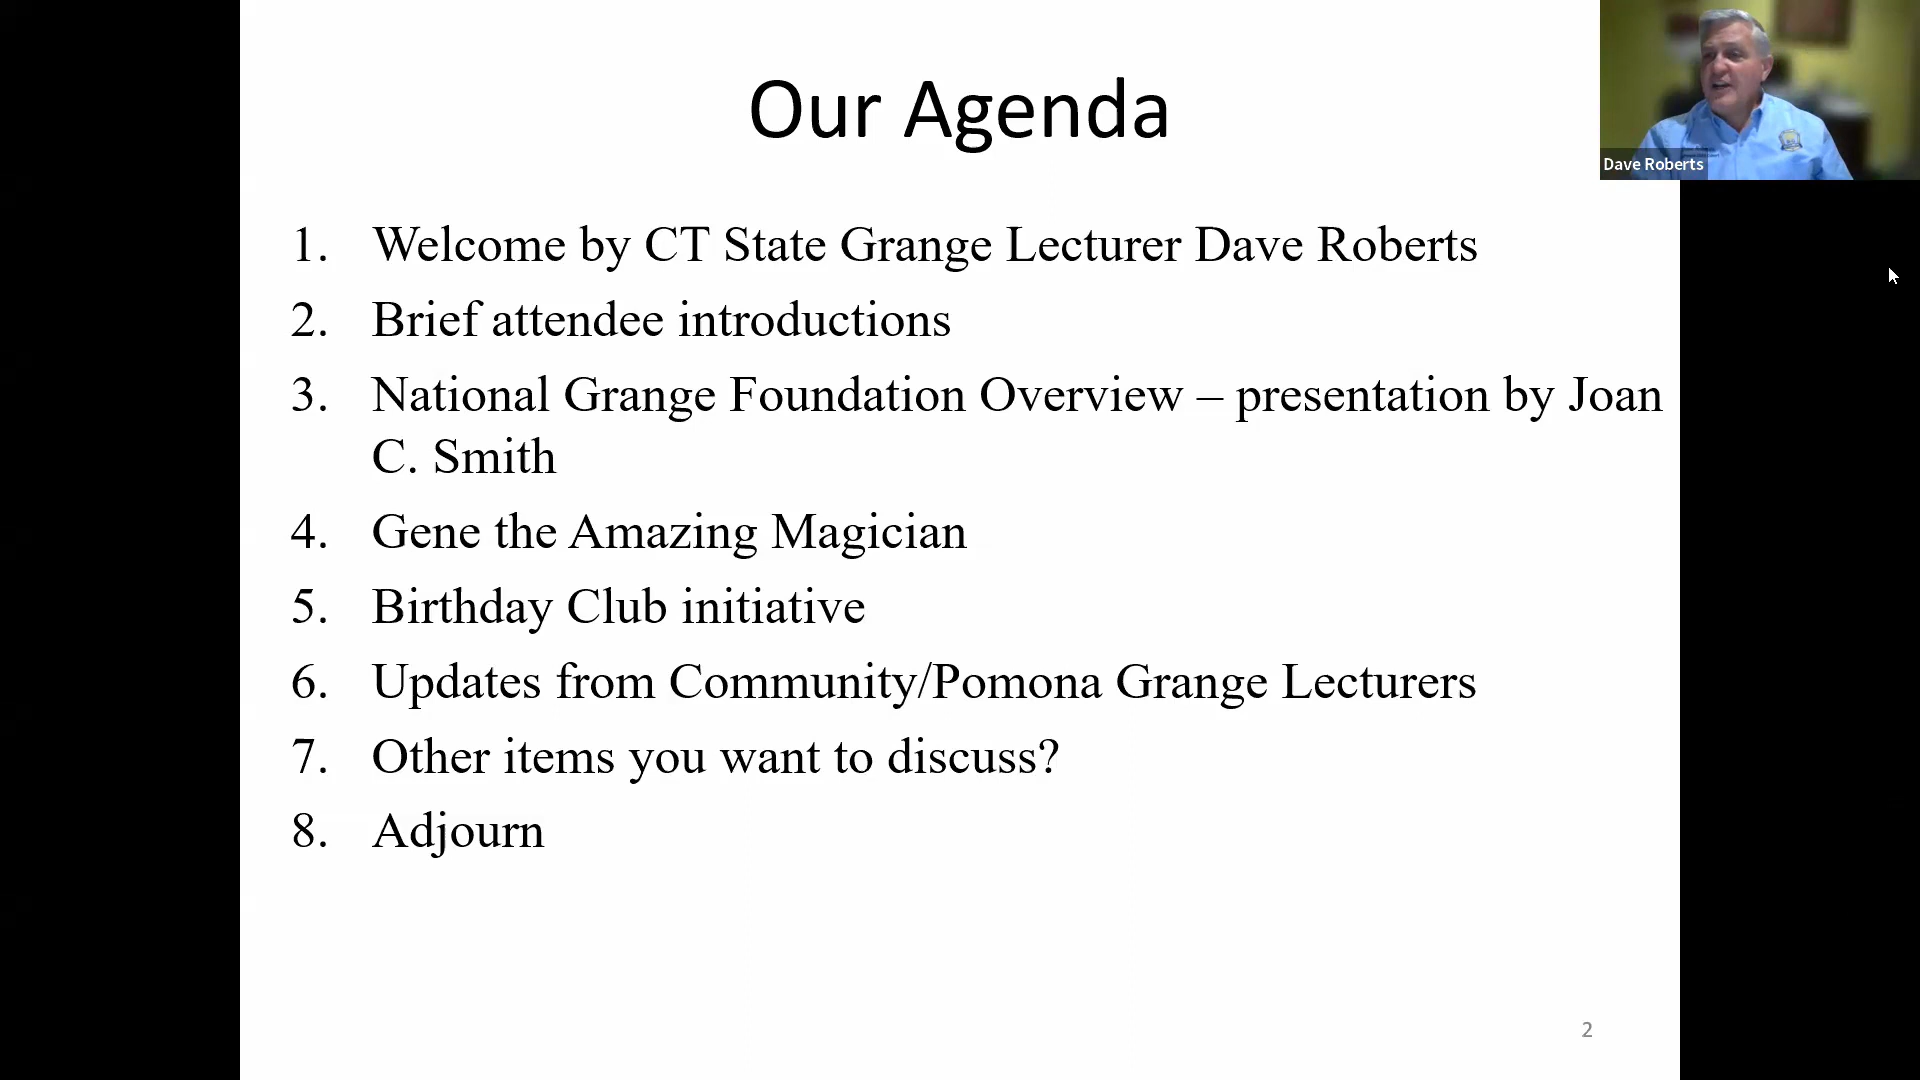 Our Agenda
Dave Roberts
1. Welcome by CT State Grange Lecturer Dave Roberts
2. Brief attendee introductions
3. National Grange Foundation Overview – presentation by Joan
C. Smith
4. Gene the Amazing Magician
5. Birthday Club initiative
6. Updates from Community/Pomona Grange Lecturers
7. Other items you want to discuss?
8. Adjourn
2